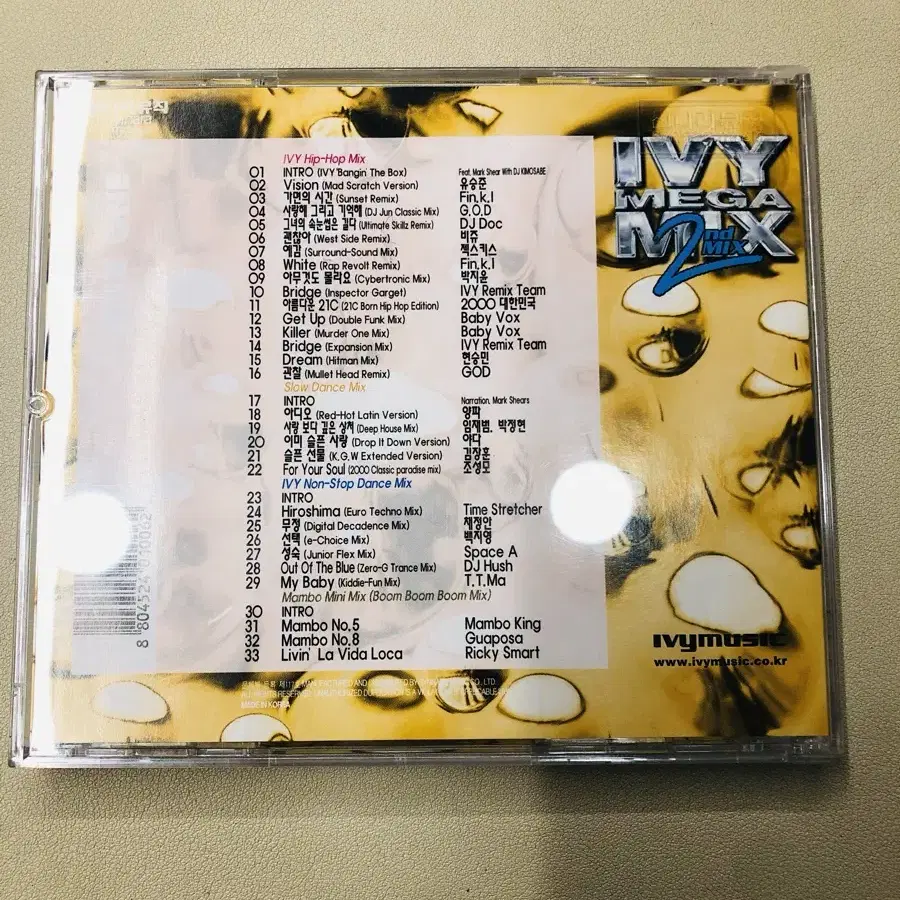 IVY Hip-Hop Mix
01 INTRO (IVY'Bangin The Box) Feat. Mark Shear With DJ KIMOSABE
02 Vision (Mad Scratch Version) 유승준
03 가면의 시간 (Sunset Remix) Fin.k.l
04 사랑해 그리고 기억해 (DJ Jun Classic Mix) G.O.D
05 그녀의 속눈썹은 길다 (Ultimate Skillz Remix) DJ Doc
06 괜찮아 (West Side Remix) 비쥬
07 예감 (Surround-Sound Mix) 젝스키스
08 White (Rap Revolt Remix) Fin.k.l
09 아무것도 몰라요 (Cybertronic Mix) 박지윤
10 Bridge (Inspector Garget) IVY Remix Team
11 아름다운 21C (21C Born Hip Hop Edition) 2000 대한민국
12 Get Up (Double Funk Mix) Baby Vox
13 Killer (Murder One Mix) Baby Vox
14 Bridge (Expansion Mix) IVY Remix Team
15 Dream (Hitman Mix) 현승민
16 관찰 (Mullet Head Remix) GOD
Slow Dance Mix
17 INTRO Narration, Mark Shears
18 아디오 (Red-Hot Latin Version) 양파
19 사랑 보다 깊은 상처 (Deep House Mix) 임재범, 박정현
20 이미 슬픈 사랑 (Drop It Down Version) 야다
21 슬픈 선물 (K.G.W Extended Version) 김장훈
22 For Your Soul (2000 Classic paradise mix) 조성모
IVY Non-Stop Dance Mix
23 INTRO
24 Hiroshima (Euro Techno Mix) Time Stretcher
25 무정 (Digital Decadence Mix) 채정안
26 선택 (e-Choice Mix) 백지영
27 성숙 (Junior Flex Mix) Space A
28 Out Of The Blue (Zero-G Trance Mix) DJ Hush
29 My Baby (Kiddie-Fun Mix) T.T.Ma
Mambo Mini Mix (Boom Boom Boom Mix)
30 INTRO
31 Mambo No,5 Mambo King
32 Mambo No,8 Guaposa
33 Livin' La Vida Loca Ricky Smart
IVY
MEGA
MIX
2nd MIX
8 804524 010062
ivymusic
www.ivymusic.co.kr
MADE IN KOREA